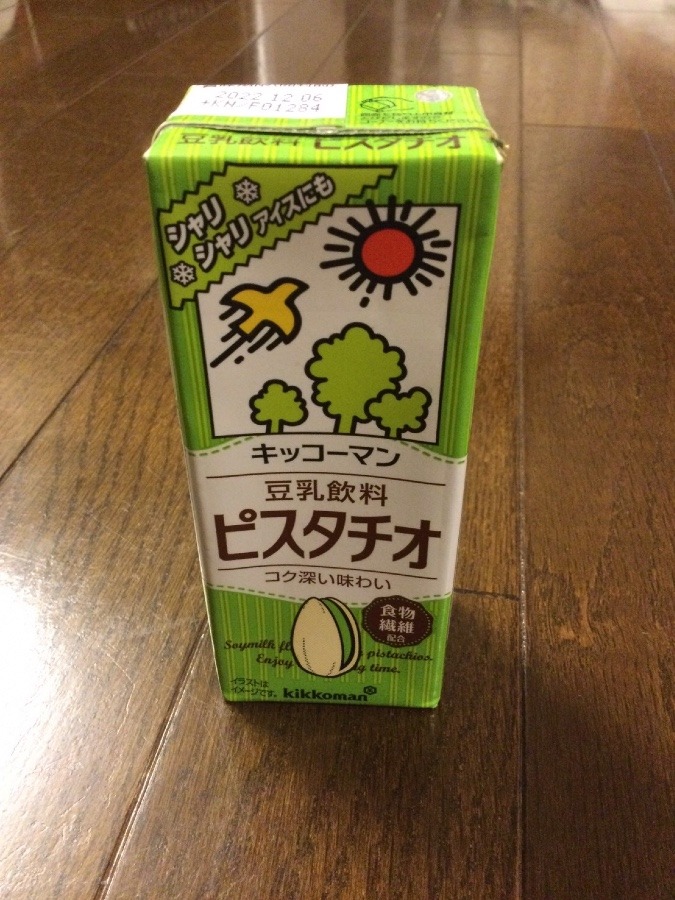 2022.12.06
+KN/F01284
豆乳飲料 ピスタチオ
シャリ
シャリ アイスにも
キッコーマン
豆乳飲料
ピスタチオ
コク深い味わい
食物
繊維
配合
Soymilk fl pistachios.
Enjoy g time.
イラストは
イメージです。
kikkoman